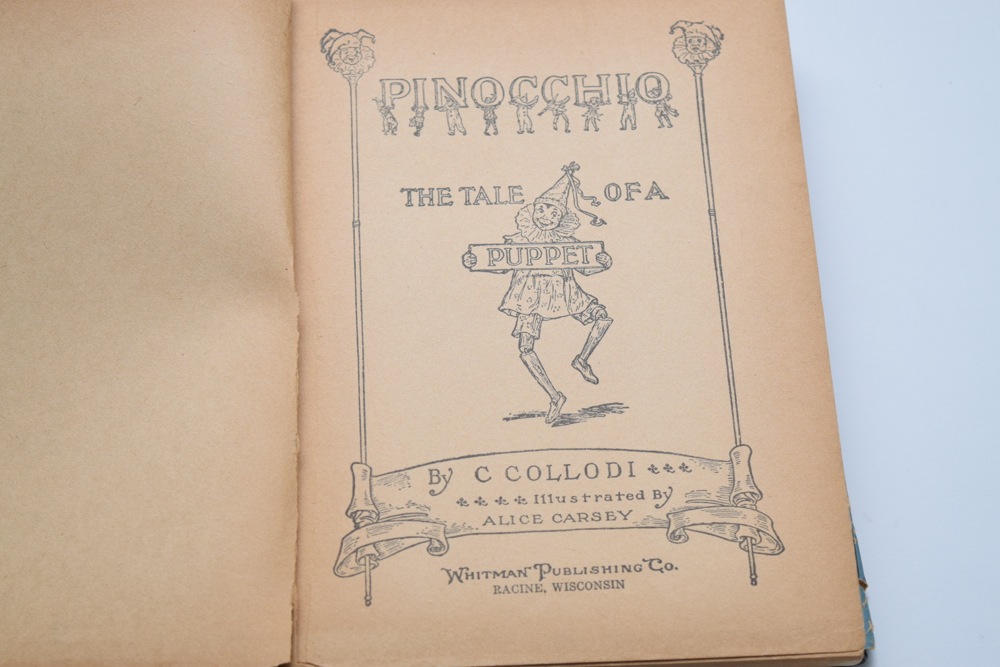 PINOCCHIO
THE TALE OF A
PUPPET
By C COLLODI
Illustrated By
ALICE CARSEY
WHITMAN PUBLISHING CO.
RACINE, WISCONSIN